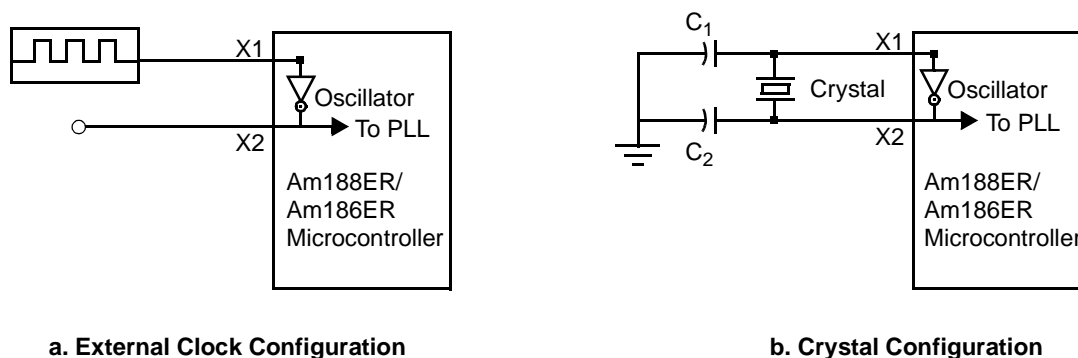 X1
Oscillator
To PLL
X2
Am188ER/
Am186ER
Microcontroller
a. External Clock Configuration
C1
X1
Crystal
Oscillator
To PLL
X2
C2
Am188ER/
Am186ER
Microcontroller
b. Crystal Configuration